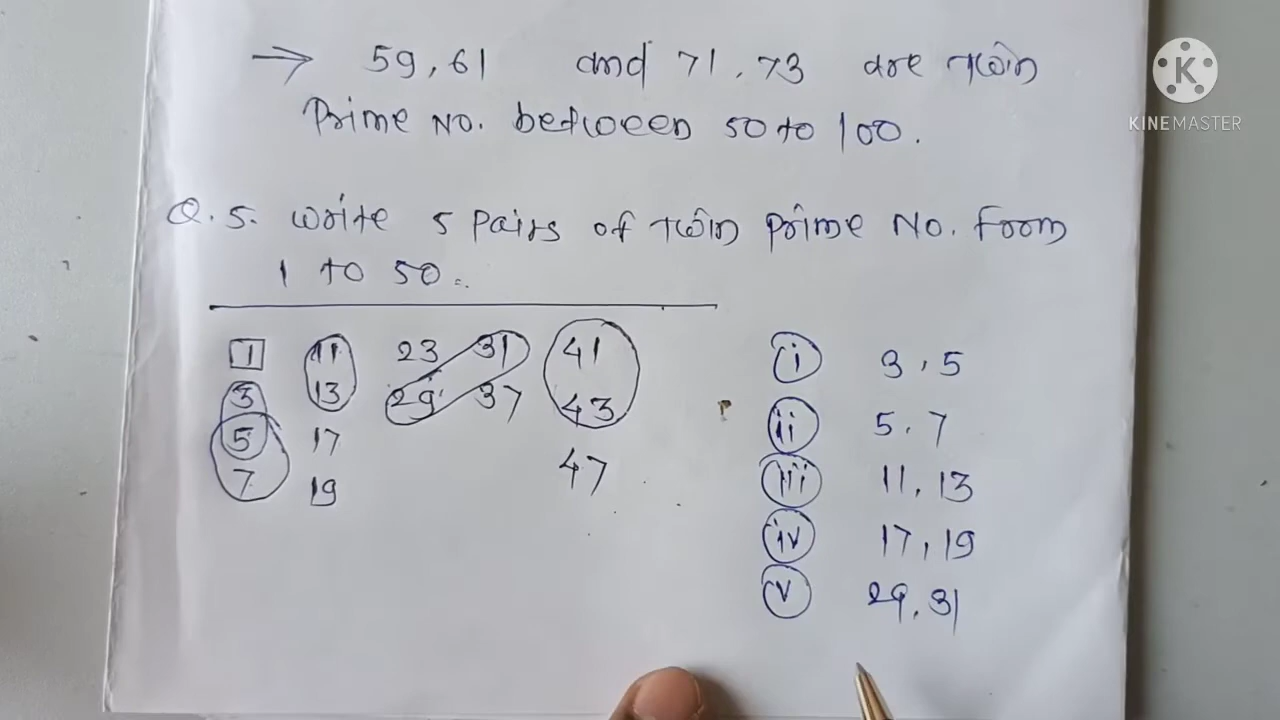 → 59, 61 and 71, 73 are twin
Prime No. between 50 to 100.
KINEMASTER
Q. 5. Write 5 Pairs of twin prime No. from
1 to 50.
1 11 23 31 41
3 13 29 37 43
5 17 47
7 19
(i) 3, 5
(ii) 5, 7
(iii) 11, 13
(iv) 17, 19
(v) 29, 31